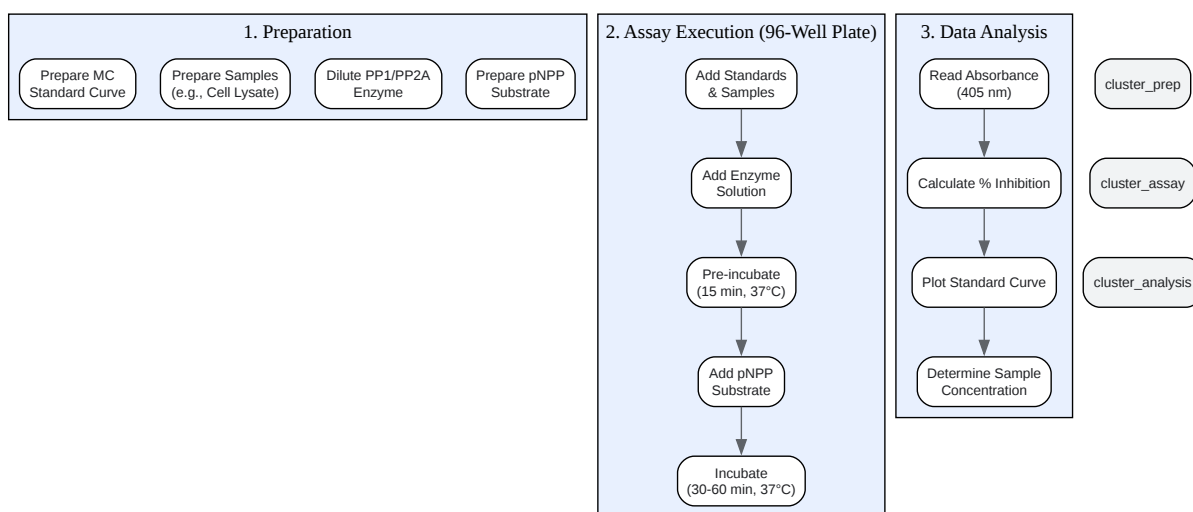 1. Preparation
Prepare MC
Standard Curve
Prepare Samples
(e.g., Cell Lysate)
Dilute PP1/PP2A
Enzyme
Prepare pNPP
Substrate
2. Assay Execution (96-Well Plate)
Add Standards
& Samples
Add Enzyme
Solution
Pre-incubate
(15 min, 37°C)
Add pNPP
Substrate
Incubate
(30-60 min, 37°C)
3. Data Analysis
Read Absorbance
(405 nm)
Calculate % Inhibition
Plot Standard Curve
Determine Sample
Concentration
cluster_prep
cluster_assay
cluster_analysis